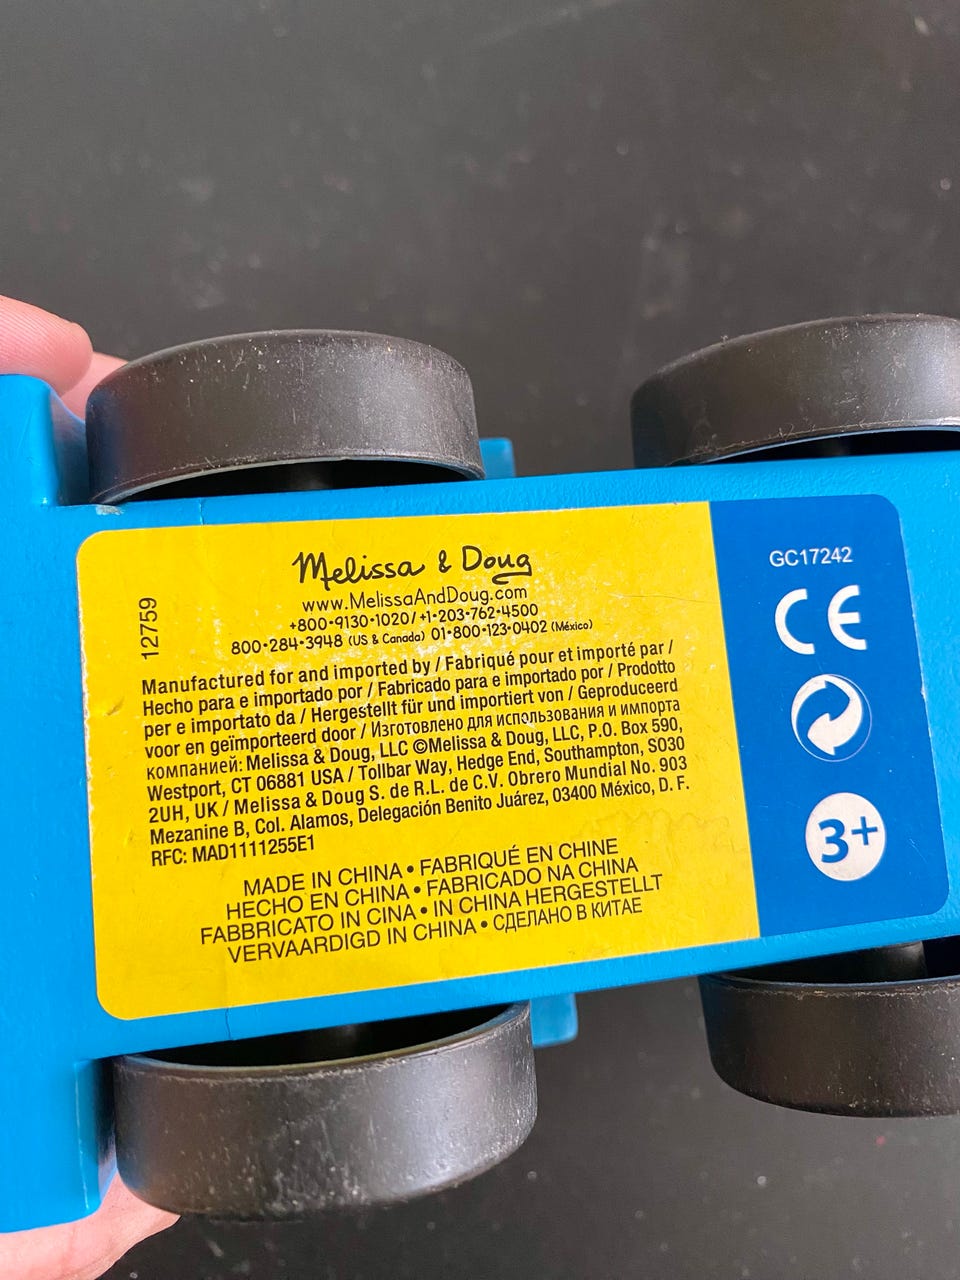 Melissa & Doug
www.MelissaAndDoug.com
+800•9130•1020/+1•203•762•4500
800•284•3948 (US & Canada) 01•800•123•0402 (México)
12759
Manufactured for and imported by / Fabriqué pour et importé par /
Hecho para e importado por / Fabricado para e importado por / Prodotto
per e importato da / Hergestellt für und importiert von / Geproduceerd
voor en geïmporteerd door / Изготовлено для использования и импорта
компанией: Melissa & Doug, LLC ©Melissa & Doug, LLC, P.O. Box 590,
Westport, CT 06881 USA / Tollbar Way, Hedge End, Southampton, SO30
2UH, UK / Melissa & Doug S. de R.L. de C.V. Obrero Mundial No. 903
Mezanine B, Col. Alamos, Delegación Benito Juárez, 03400 México, D. F.
RFC: MAD1111255E1
MADE IN CHINA • FABRIQUÉ EN CHINE
HECHO EN CHINA • FABRICADO NA CHINA
FABBRICATO IN CINA • IN CHINA HERGESTELLT
VERVAARDIGD IN CHINA • СДЕЛАНО В КИТАЕ
GC17242
CE
3+